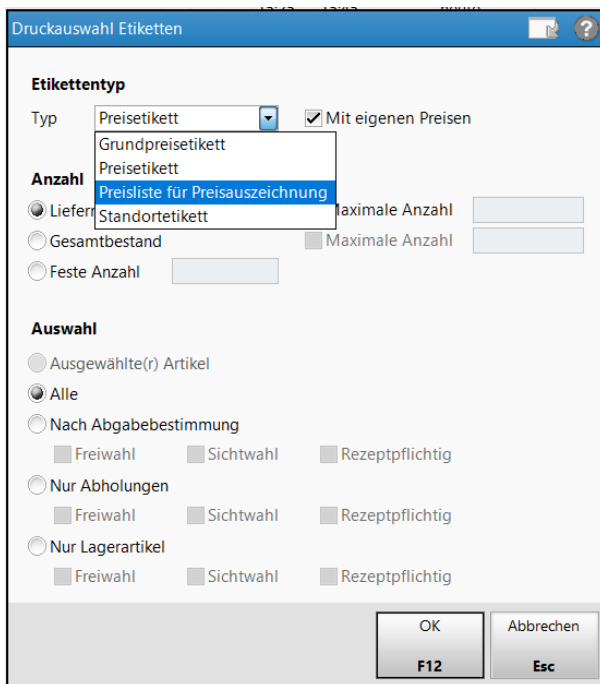 Druckauswahl Etiketten
Etikettentyp
Typ Preisetikett Mit eigenen Preisen
Grundpreisetikett
Preisetikett
Anzahl
Preisliste für Preisauszeichnung
Maximale Anzahl
Standortetikett
Gesamtbestand Maximale Anzahl
Feste Anzahl
Auswahl
Ausgewählte(r) Artikel
Alle
Nach Abgabebestimmung
Freiwahl Sichtwahl Rezeptpflichtig
Nur Abholungen
Freiwahl Sichtwahl Rezeptpflichtig
Nur Lagerartikel
Freiwahl Sichtwahl Rezeptpflichtig
OK Abbrechen
F12 Esc